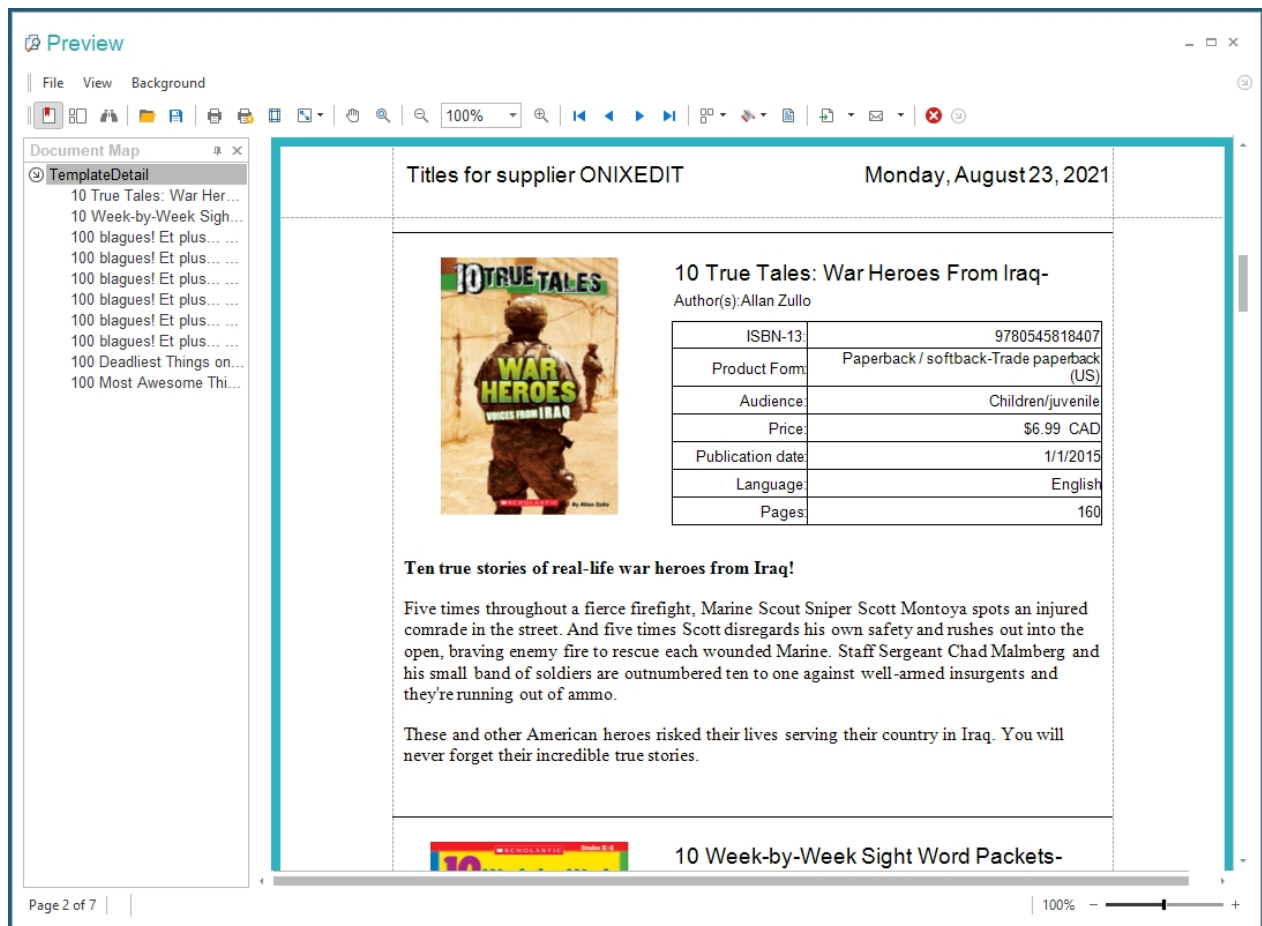 Preview
File View Background
100%
Document Map
TemplateDetail
10 True Tales: War Her...
10 Week-by-Week Sigh...
100 blagues! Et plus... ...
100 blagues! Et plus... ...
100 blagues! Et plus... ...
100 blagues! Et plus... ...
100 blagues! Et plus... ...
100 blagues! Et plus... ...
100 Deadliest Things on...
100 Most Awesome Thi...
Titles for supplier ONIXEDIT Monday, August 23, 2021
10 TRUE TALES
WAR
HEROES
VOICES FROM IRAQ
SCHOLASTIC By Allan Zullo
10 True Tales: War Heroes From Iraq-
Author(s):Allan Zullo
ISBN-13: 9780545818407
Product Form: Paperback / softback-Trade paperback
(US)
Audience: Children/juvenile
Price: $6.99 CAD
Publication date: 1/1/2015
Language: English
Pages: 160
Ten true stories of real-life war heroes from Iraq!
Five times throughout a fierce firefight, Marine Scout Sniper Scott Montoya spots an injured
comrade in the street. And five times Scott disregards his own safety and rushes out into the
open, braving enemy fire to rescue each wounded Marine. Staff Sergeant Chad Malmberg and
his small band of soldiers are outnumbered ten to one against well-armed insurgents and
they're running out of ammo.
These and other American heroes risked their lives serving their country in Iraq. You will
never forget their incredible true stories.
SCHOLASTIC Grades K-2
10
10 Week-by-Week Sight Word Packets-
Page 2 of 7
100%